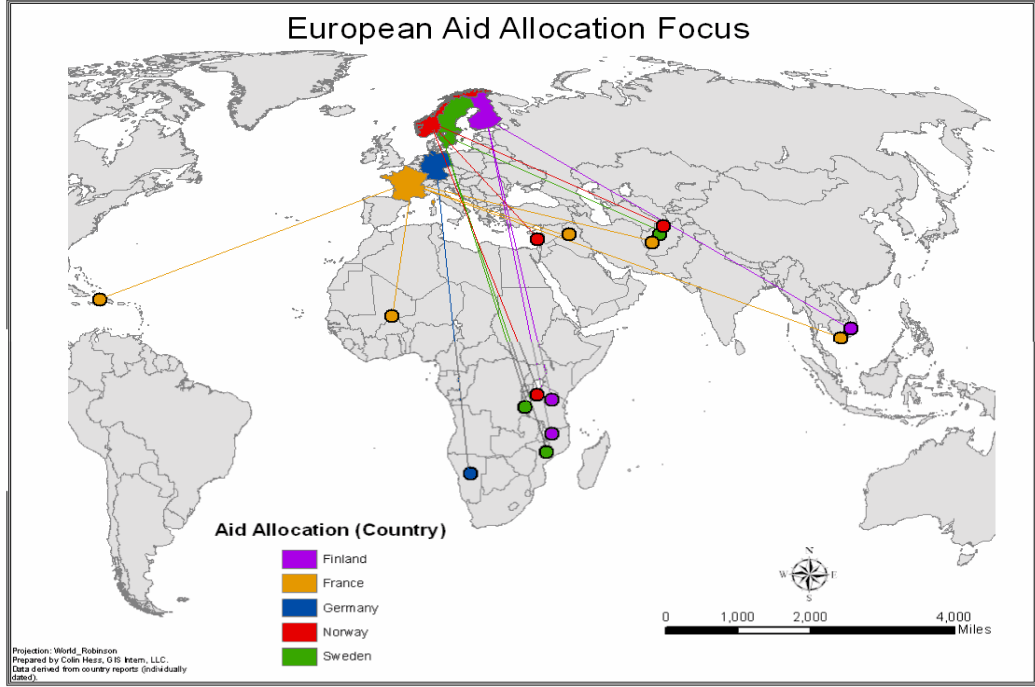 European Aid Allocation Focus
Aid Allocation (Country)
Finland
France
Germany
Norway
Sweden
N
W E
S
0 1,000 2,000 4,000
Miles
Projection: World_Robinson
Prepared by Colin Hess, GIS Intern, LLC.
Data derived from country reports (individually
dated).